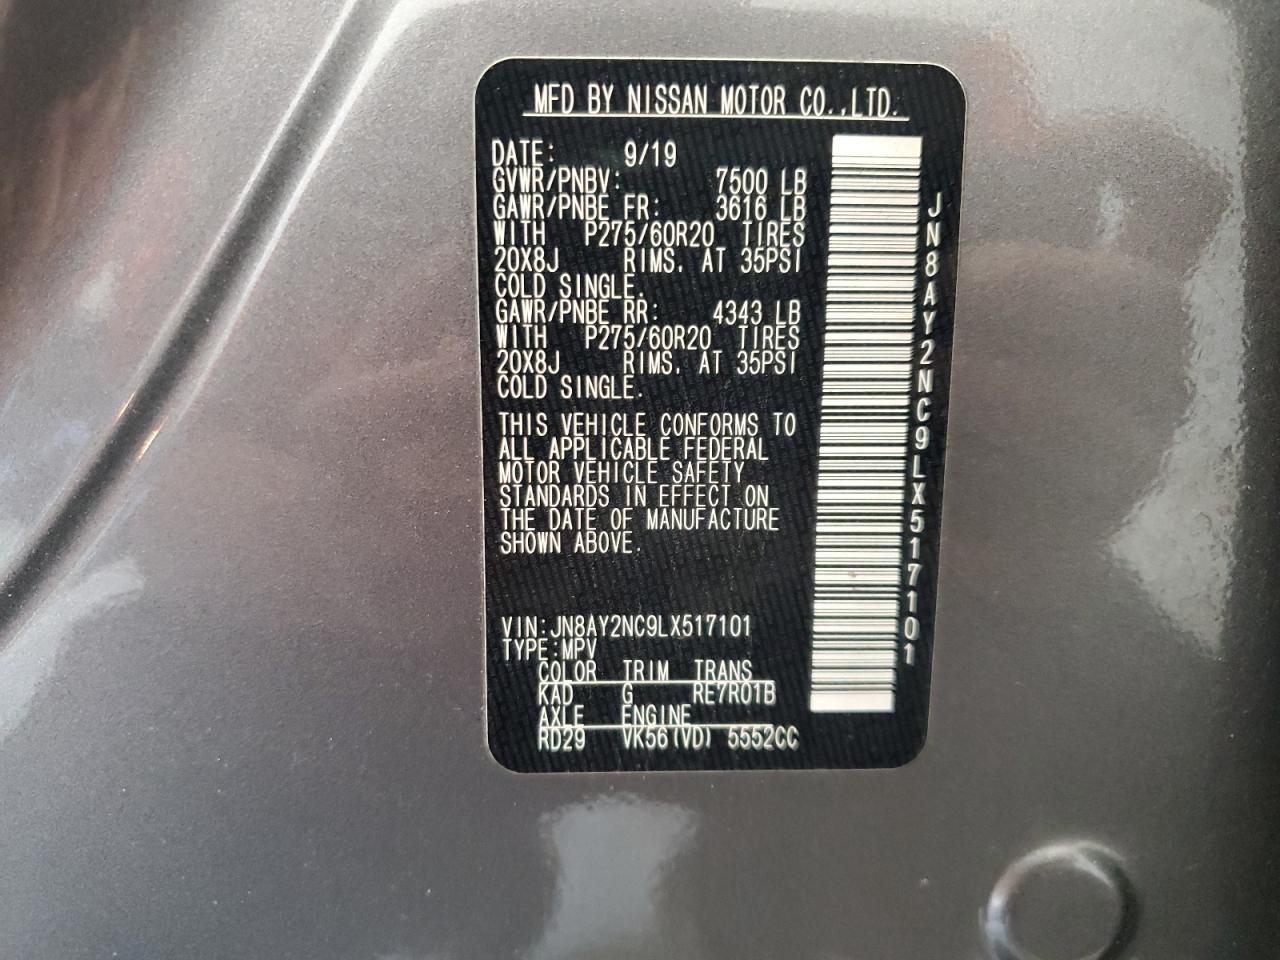 MFD BY NISSAN MOTOR CO.,LTD.
DATE: 9/19
GVWR/PNBV: 7500 LB
GAWR/PNBE FR: 3616 LB
WITH P275/60R20 TIRES
20X8J RIMS. AT 35PSI
COLD SINGLE.
GAWR/PNBE RR: 4343 LB
WITH P275/60R20 TIRES
20X8J RIMS. AT 35PSI
COLD SINGLE.
THIS VEHICLE CONFORMS TO
ALL APPLICABLE FEDERAL
MOTOR VEHICLE SAFETY
STANDARDS IN EFFECT ON
THE DATE OF MANUFACTURE
SHOWN ABOVE.
VIN:JN8AY2NC9LX517101
TYPE:MPV
COLOR TRIM TRANS
KAD G RE7R01B
AXLE ENGINE
RD29 VK56(VD) 5552CC
JN8AY2NC9LX517101